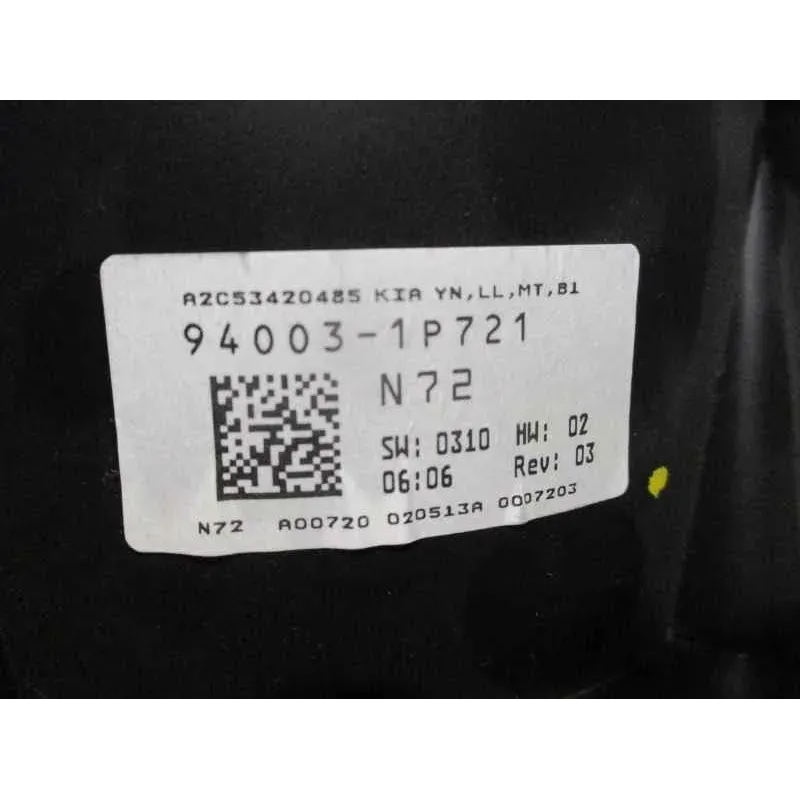 A2C53420485 KIA YN,LL,MT,B1
94003-1P721
N72
SW: 0310 HW: 02
06:06 Rev: 03
N72 A00720 020513A 0007203